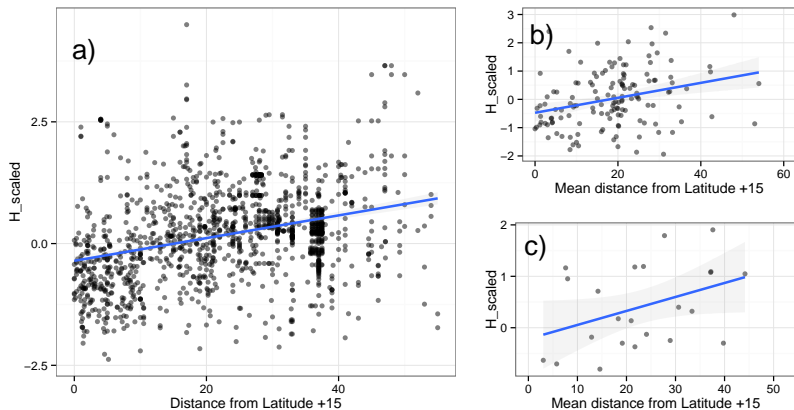 a)
H_scaled
2.5
0.0
−2.5
0
20
40
Distance from Latitude +15
b)
H_scaled
3
2
1
0
−1
−2
0
20
40
60
Mean distance from Latitude +15
c)
H_scaled
2
1
0
0
10
20
30
40
50
Mean distance from Latitude +15